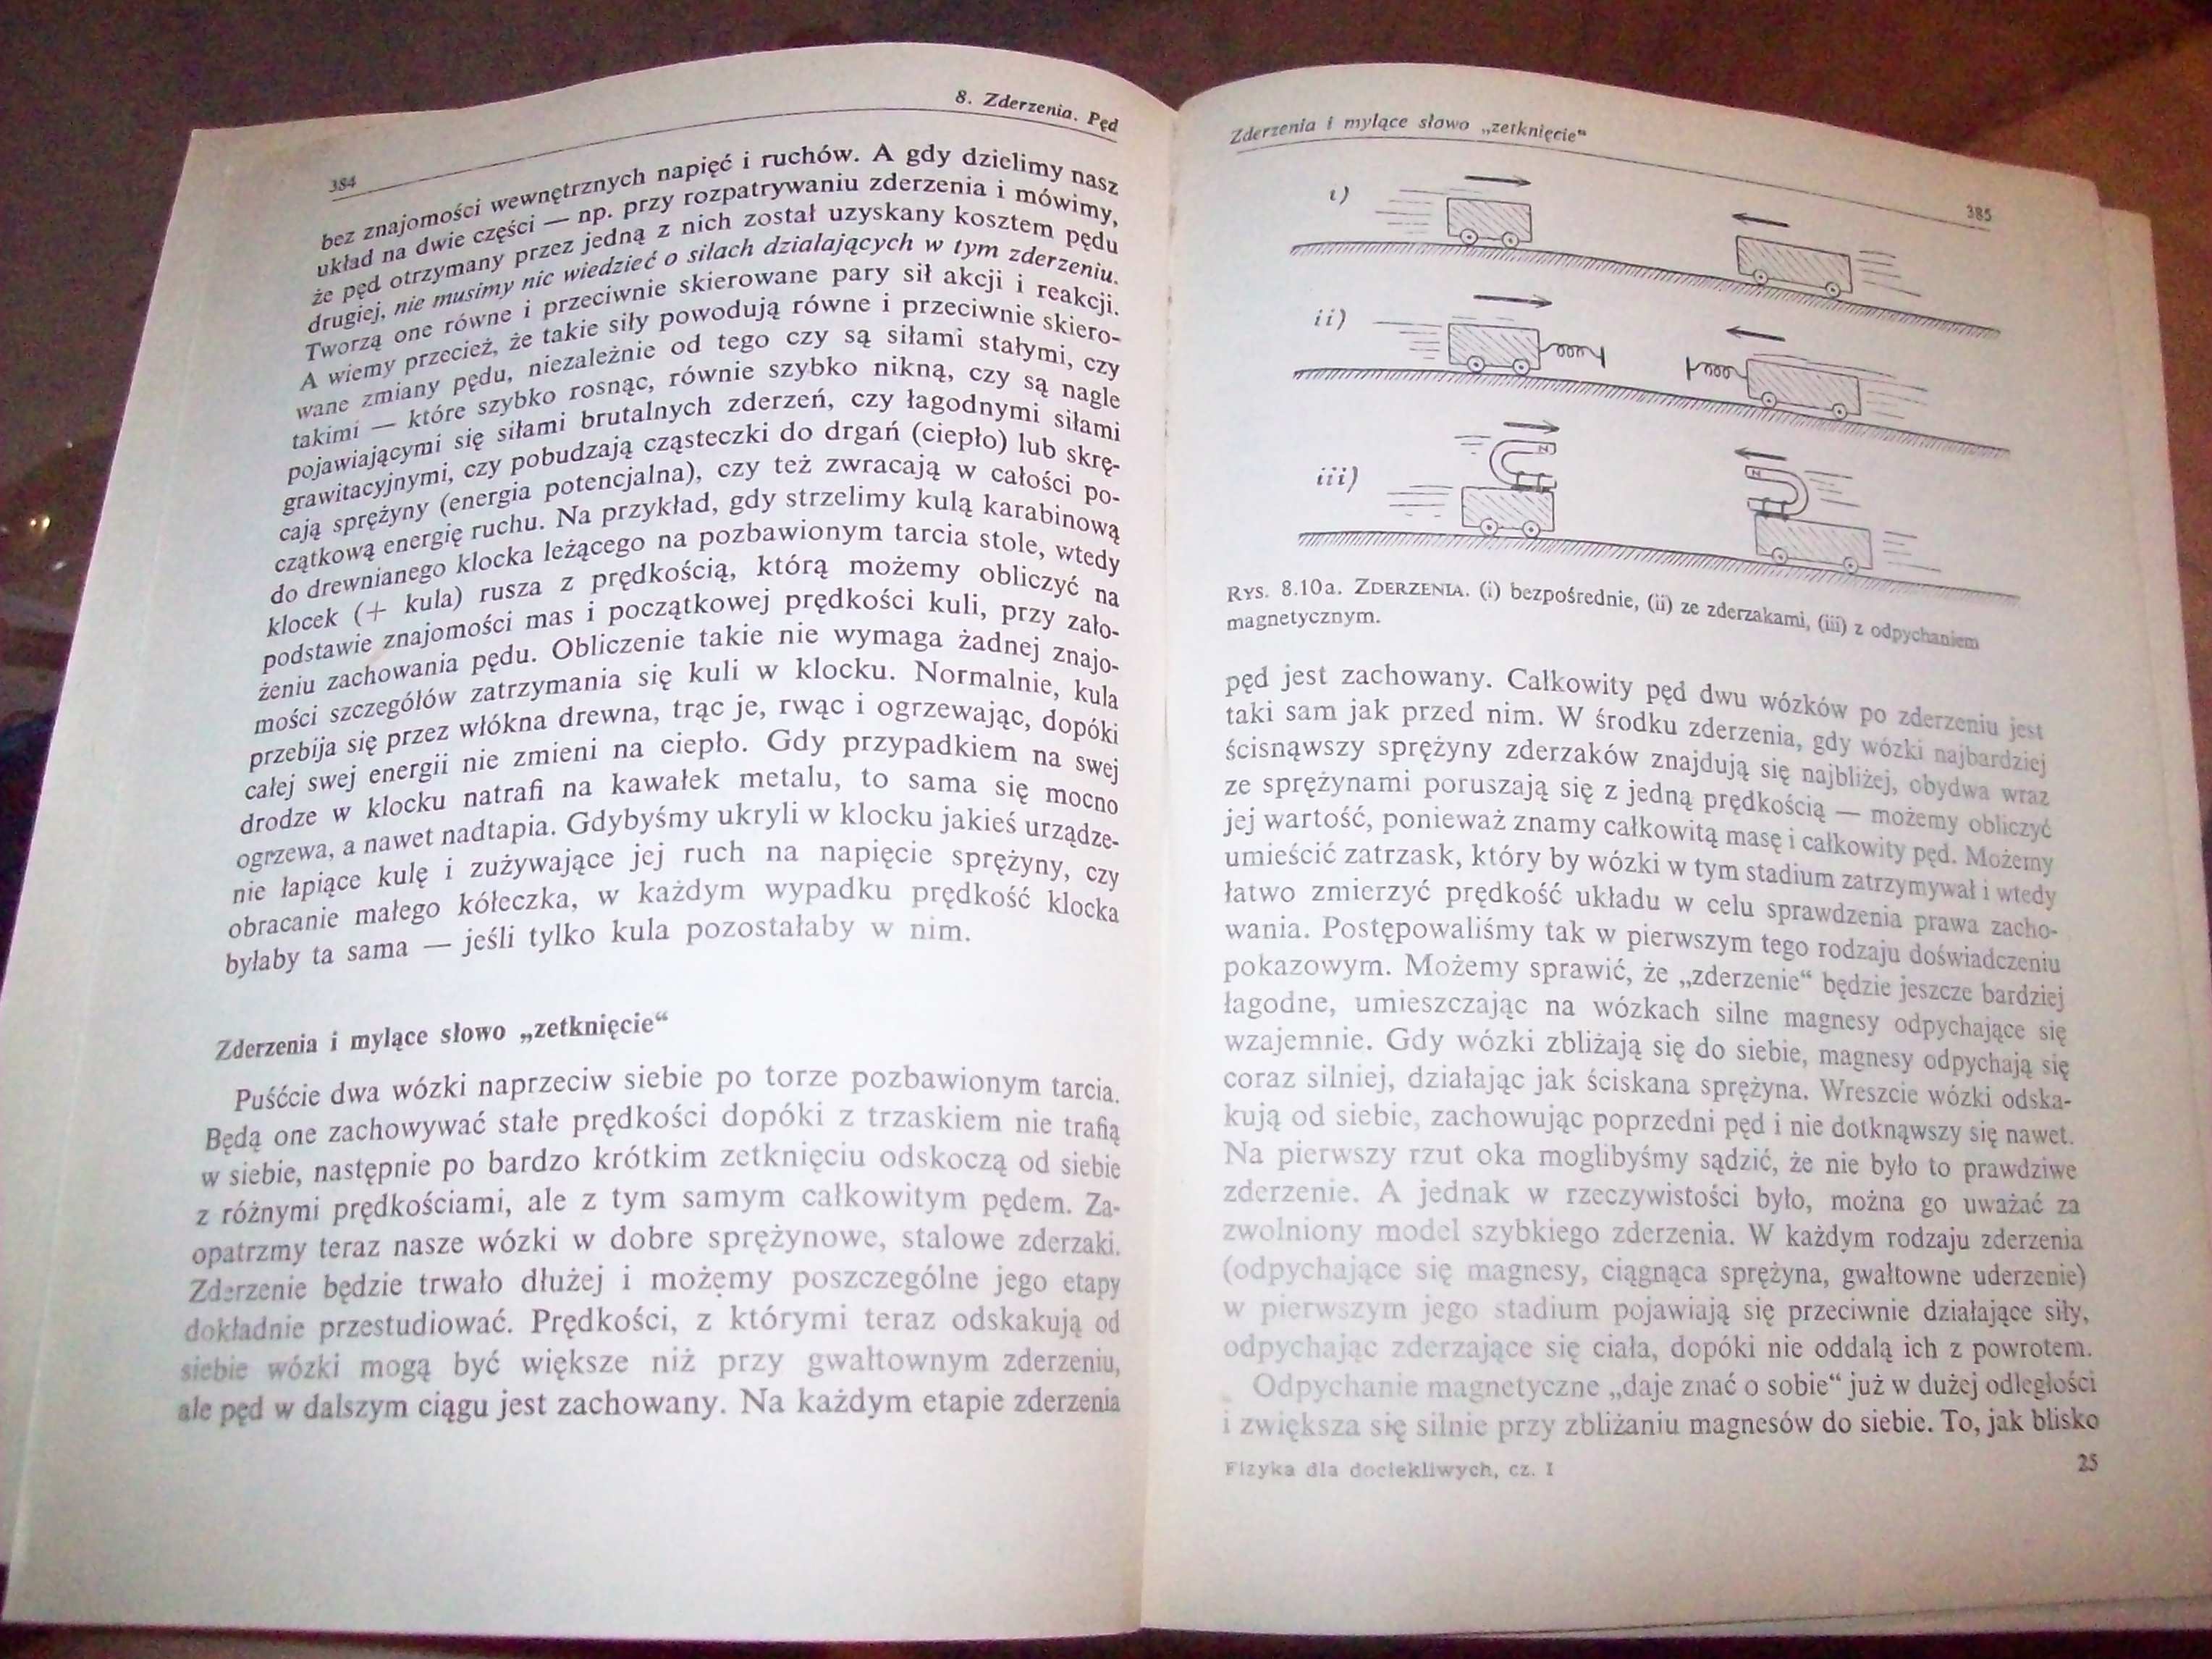 8. Zderzenia. Pęd
384
bez znajomości wewnętrznych napięć i ruchów. A gdy dzielimy nasz
układ na dwie części — np. przy rozpatrywaniu zderzenia i mówimy,
że pęd otrzymany przez jedną z nich został uzyskany kosztem pędu
drugiej, nie musimy nic wiedzieć o siłach działających w tym zderzeniu.
Tworzą one równe i przeciwnie skierowane pary sił akcji i reakcji.
A wiemy przecież, że takie siły powodują równe i przeciwnie skiero-
wane zmiany pędu, niezależnie od tego czy są siłami stałymi, czy
takimi — które szybko rosnąc, równie szybko nikną, czy są nagle
pojawiającymi się siłami brutalnych zderzeń, czy łagodnymi siłami
grawitacyjnymi, czy pobudzają cząsteczki do drgań (ciepło) lub skrę-
cają sprężyny (energia potencjalna), czy też zwracają w całości po-
czątkową energię ruchu. Na przykład, gdy strzelimy kulą karabinową
do drewnianego klocka leżącego na pozbawionym tarcia stole, wtedy
klocek (+ kula) rusza z prędkością, którą możemy obliczyć na
podstawie znajomości mas i początkowej prędkości kuli, przy zało-
żeniu zachowania pędu. Obliczenie takie nie wymaga żadnej znajo-
mości szczegółów zatrzymania się kuli w klocku. Normalnie, kula
przebija się przez włókna drewna, trąc je, rwąc i ogrzewając, dopóki
całej swej energii nie zmieni na ciepło. Gdy przypadkiem na swej
drodze w klocku natrafi na kawałek metalu, to sama się mocno
ogrzewa, a nawet nadtapia. Gdybyśmy ukryli w klocku jakieś urządze-
nie łapiące kulę i zużywające jej ruch na napięcie sprężyny, czy
obracanie małego kółeczka, w każdym wypadku prędkość klocka
byłaby ta sama — jeśli tylko kula pozostałaby w nim.
Zderzenia i mylące słowo „zetknięcie“
Puśćcie dwa wózki naprzeciw siebie po torze pozbawionym tarcia.
Będą one zachowywać stałe prędkości dopóki z trzaskiem nie trafią
w siebie, następnie po bardzo krótkim zetknięciu odskoczą od siebie
z różnymi prędkościami, ale z tym samym całkowitym pędem. Za-
opatrzmy teraz nasze wózki w dobre sprężynowe, stalowe zderzaki.
Zderzenie będzie trwało dłużej i możemy poszczególne jego etapy
dokładnie przestudiować. Prędkości, z którymi teraz odskakują od
siebie wózki mogą być większe niż przy gwałtownym zderzeniu,
ale pęd w dalszym ciągu jest zachowany. Na każdym etapie zderzenia
Zderzenia i mylące słowo „zetknięcie“
385
i)
ii)
iii)
N
N
RYS. 8.10a. ZDERZENIA. (i) bezpośrednie, (ii) ze zderzakami, (iii) z odpychaniem
magnetycznym.
pęd jest zachowany. Całkowity pęd dwu wózków po zderzeniu jest
taki sam jak przed nim. W środku zderzenia, gdy wózki najbardziej
ścisnąwszy sprężyny zderzaków znajdują się najbliżej, obydwa wraz
ze sprężynami poruszają się z jedną prędkością — możemy obliczyć
jej wartość, ponieważ znamy całkowitą masę i całkowity pęd. Możemy
umieścić zatrzask, który by wózki w tym stadium zatrzymywał i wtedy
łatwo zmierzyć prędkość układu w celu sprawdzenia prawa zacho-
wania. Postępowaliśmy tak w pierwszym tego rodzaju doświadczeniu
pokazowym. Możemy sprawić, że „zderzenie“ będzie jeszcze bardziej
łagodne, umieszczając na wózkach silne magnesy odpychające się
wzajemnie. Gdy wózki zbliżają się do siebie, magnesy odpychają się
coraz silniej, działając jak ściskana sprężyna. Wreszcie wózki odska-
kują od siebie, zachowując poprzedni pęd i nie dotknąwszy się nawet.
Na pierwszy rzut oka moglibyśmy sądzić, że nie było to prawdziwe
zderzenie. A jednak w rzeczywistości było, można go uważać za
zwolniony model szybkiego zderzenia. W każdym rodzaju zderzenia
(odpychające się magnesy, ciągnąca sprężyna, gwałtowne uderzenie)
w pierwszym jego stadium pojawiają się przeciwnie działające siły,
odpychając zderzające się ciała, dopóki nie oddalą ich z powrotem.
Odpychanie magnetyczne „daje znać o sobie“ już w dużej odległości
i zwiększa się silnie przy zbliżaniu magnesów do siebie. To, jak blisko
Fizyka dla dociekliwych, cz. I
25